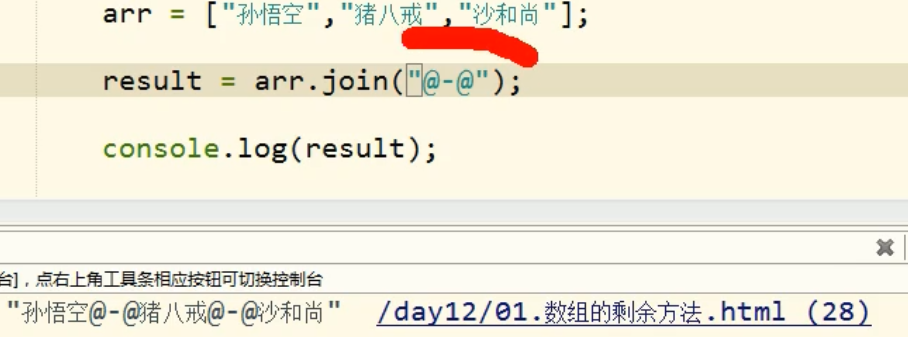 arr = ["孙悟空","猪八戒","沙和尚"];
result = arr.join("@-@");
console.log(result);
台]，点右上角工具条相应按钮可切换控制台
"孙悟空@-@猪八戒@-@沙和尚" /day12/01.数组的剩余方法.html (28)